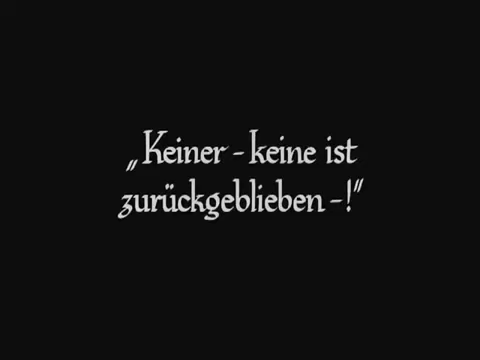 „Keiner - keine ist
zurückgeblieben - !“